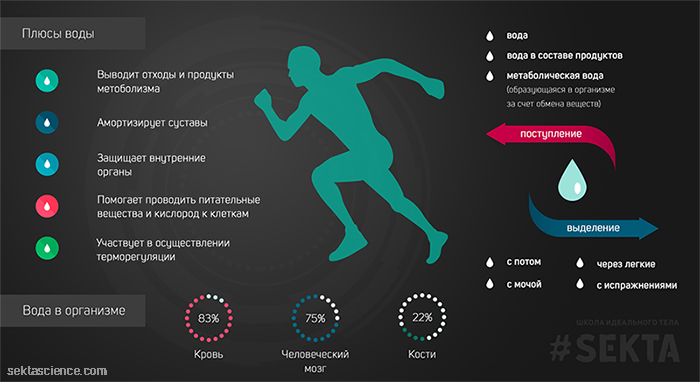 Плюсы воды
Выводит отходы и продукты
метоболизма
Амортизирует суставы
Защищает внутренние
органы
Помогает проводить питательные
вещества и кислород к клеткам
Участвует в осуществлении
терморегуляции
вода
вода в составе продуктов
метаболическая вода
(образующаяся в организме
за счет обмена веществ)
поступление
выделение
с потом
через легкие
с мочой
с испражнениями
Вода в организме
83%
Кровь
75%
Человеческий
мозг
22%
Кости
ШКОЛА ИДЕАЛЬНОГО ТЕЛА
#SEKTA
sektascience.com